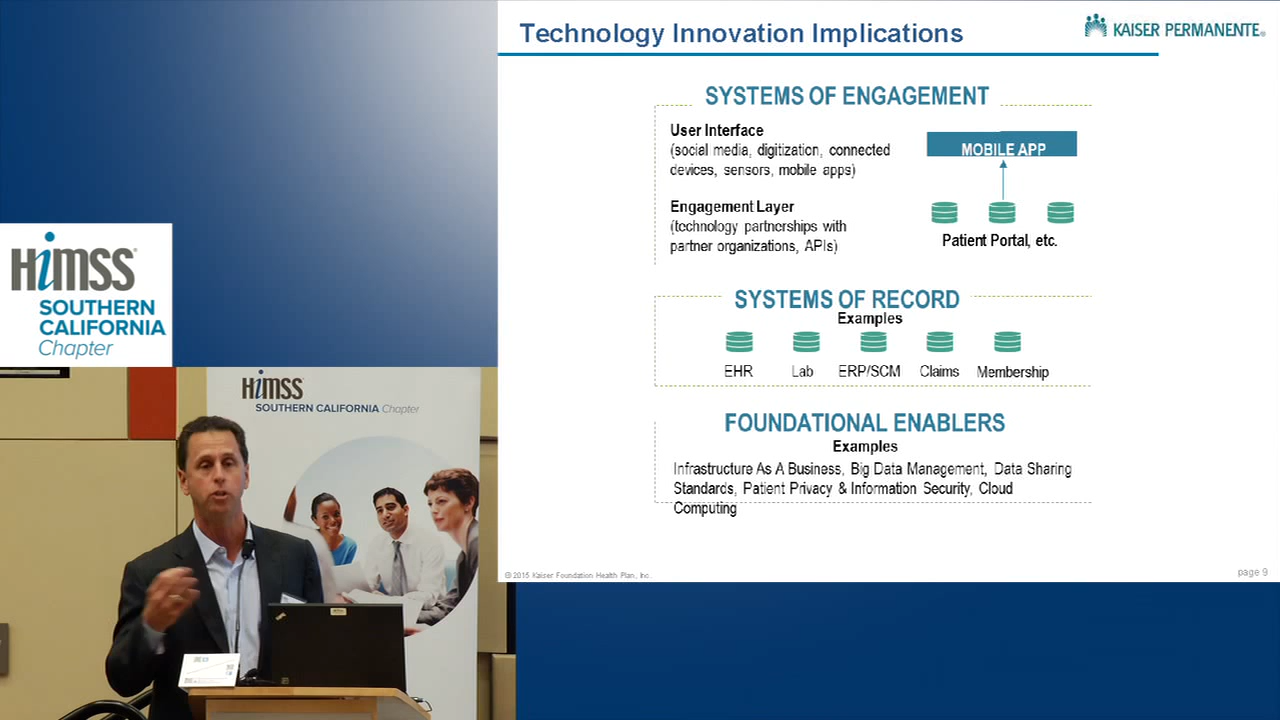 Technology Innovation Implications
KAISER PERMANENTE®
SYSTEMS OF ENGAGEMENT
User Interface
(social media, digitization, connected
devices, sensors, mobile apps)
MOBILE APP
Engagement Layer
(technology partnerships with
partner organizations, APIs)
Patient Portal, etc.
SYSTEMS OF RECORD
Examples
EHR Lab ERP/SCM Claims Membership
FOUNDATIONAL ENABLERS
Examples
Infrastructure As A Business, Big Data Management, Data Sharing
Standards, Patient Privacy & Information Security, Cloud
Computing
© 2015 Kaiser Foundation Health Plan, Inc.
page 9
HiMSS®
SOUTHERN
CALIFORNIA
Chapter
HiMSS
SOUTHERN CALIFORNIA Chapter